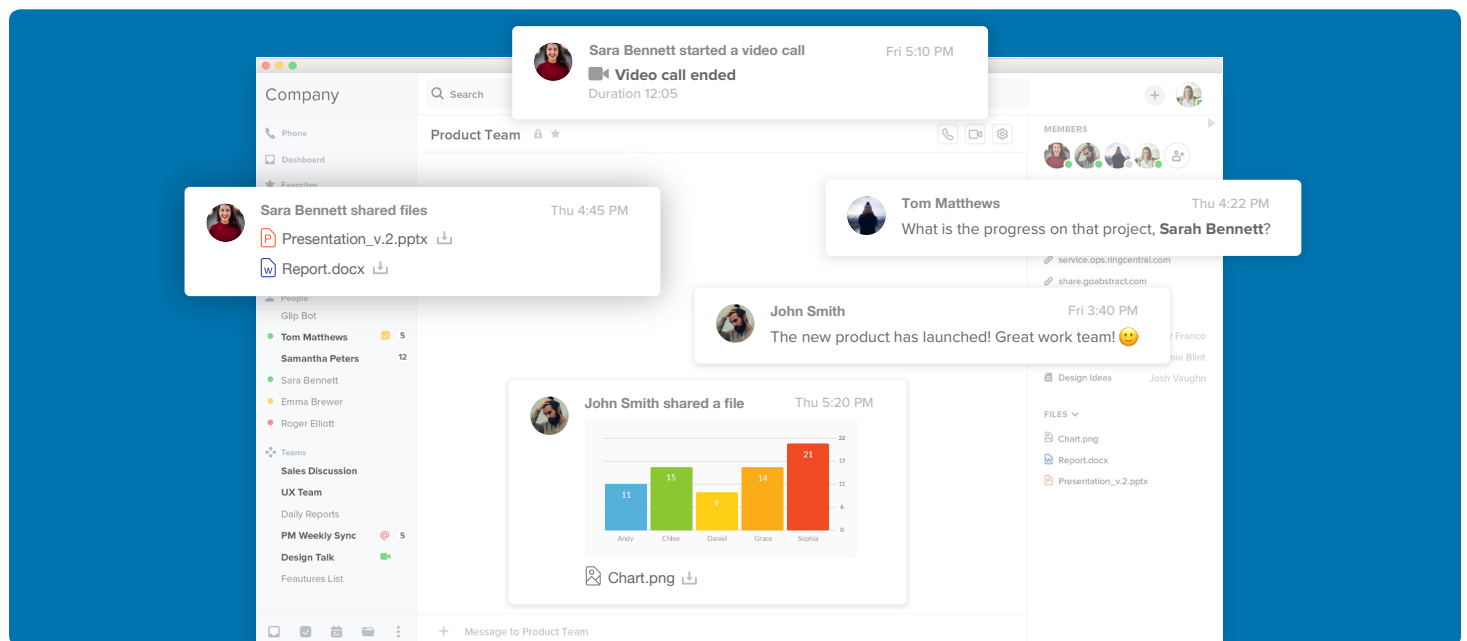 Sara Bennett started a video call
Fri 5:10 PM
Video call ended
Duration 12:05
Company
Search
Phone
Dashboard
Favorites
Product Team
MEMBERS
Sara Bennett shared files
Thu 4:45 PM
Presentation_v.2.pptx
Report.docx
Tom Matthews
Thu 4:22 PM
What is the progress on that project, Sarah Bennett?
service.ops.ringcentral.com
share.goabstract.com
People
Glip Bot
Tom Matthews 5
Samantha Peters 12
Sara Bennett
Emma Brewer
Roger Elliott
John Smith
Fri 3:40 PM
The new product has launched! Great work team! 🙂
Franco
Blint
Design Ideas Josh Vaughn
Teams
Sales Discussion
UX Team
Daily Reports
PM Weekly Sync @ 5
Design Talk
Feautures List
John Smith shared a file
Thu 5:20 PM
22
17
11
6
0
11
15
9
14
21
Andy Chloe Daniel Grace Sophia
Chart.png
FILES
Chart.png
Report.docx
Presentation_v.2.pptx
Message to Product Team